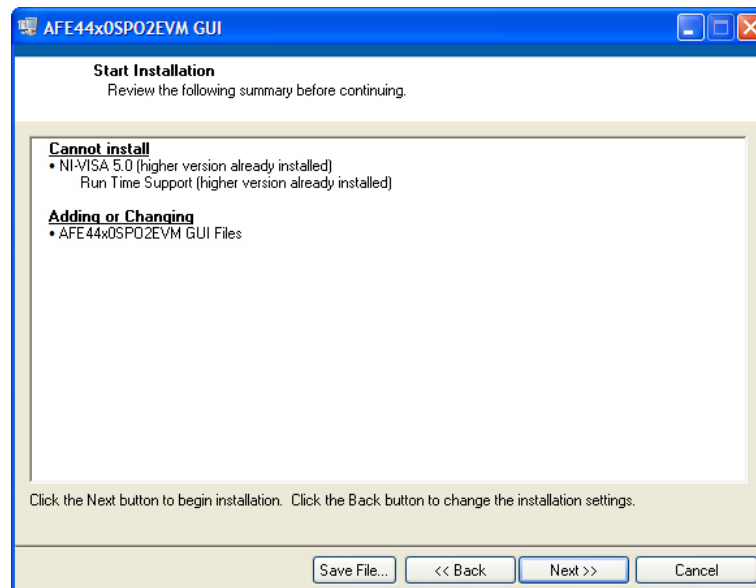 AFE44x0SPO2EVM GUI
Start Installation
Review the following summary before continuing.
Cannot install
• NI-VISA 5.0 (higher version already installed)
Run Time Support (higher version already installed)
Adding or Changing
• AFE44x0SPO2EVM GUI Files
Click the Next button to begin installation. Click the Back button to change the installation settings.
Save File... << Back Next >> Cancel